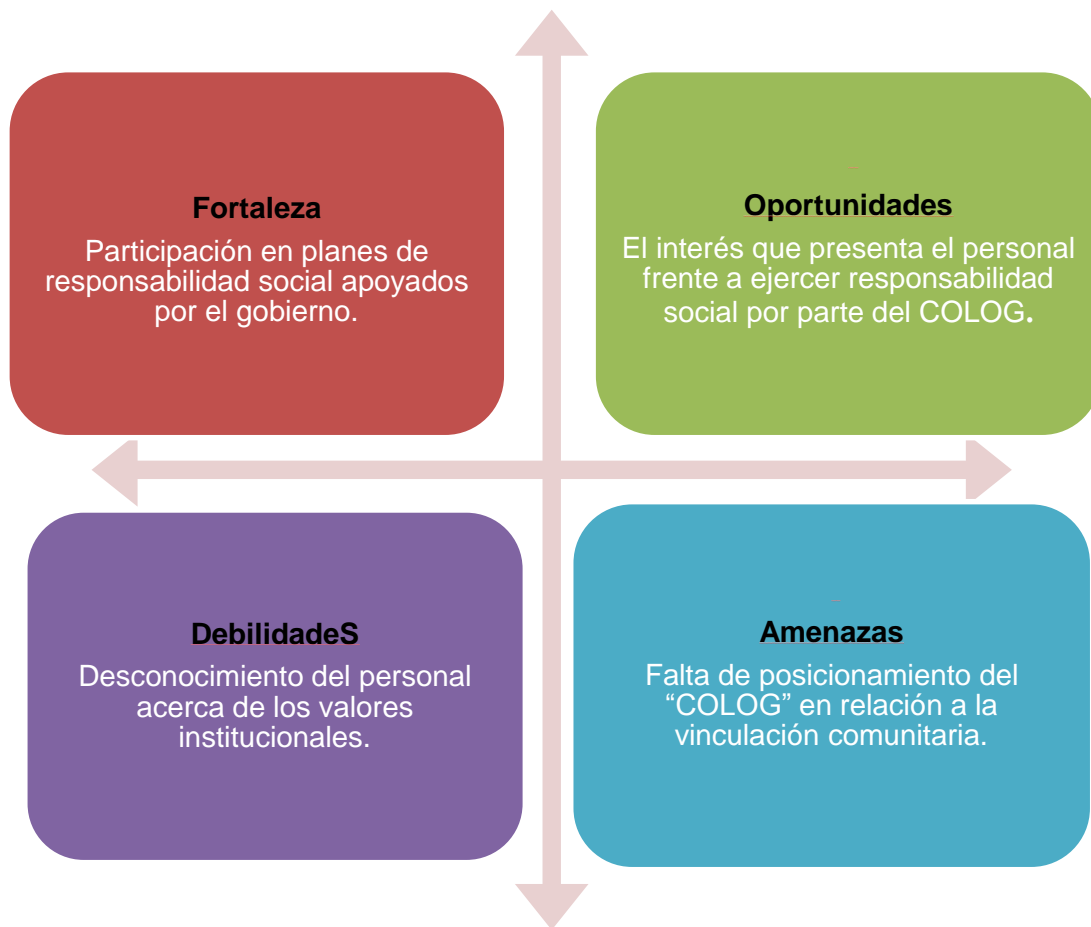 Fortaleza
Participación en planes de
responsabilidad social apoyados
por el gobierno.
Oportunidades
El interés que presenta el personal
frente a ejercer responsabilidad
social por parte del COLOG.
DebilidadeS
Desconocimiento del personal
acerca de los valores
institucionales.
Amenazas
Falta de posicionamiento del
“COLOG” en relación a la
vinculación comunitaria.